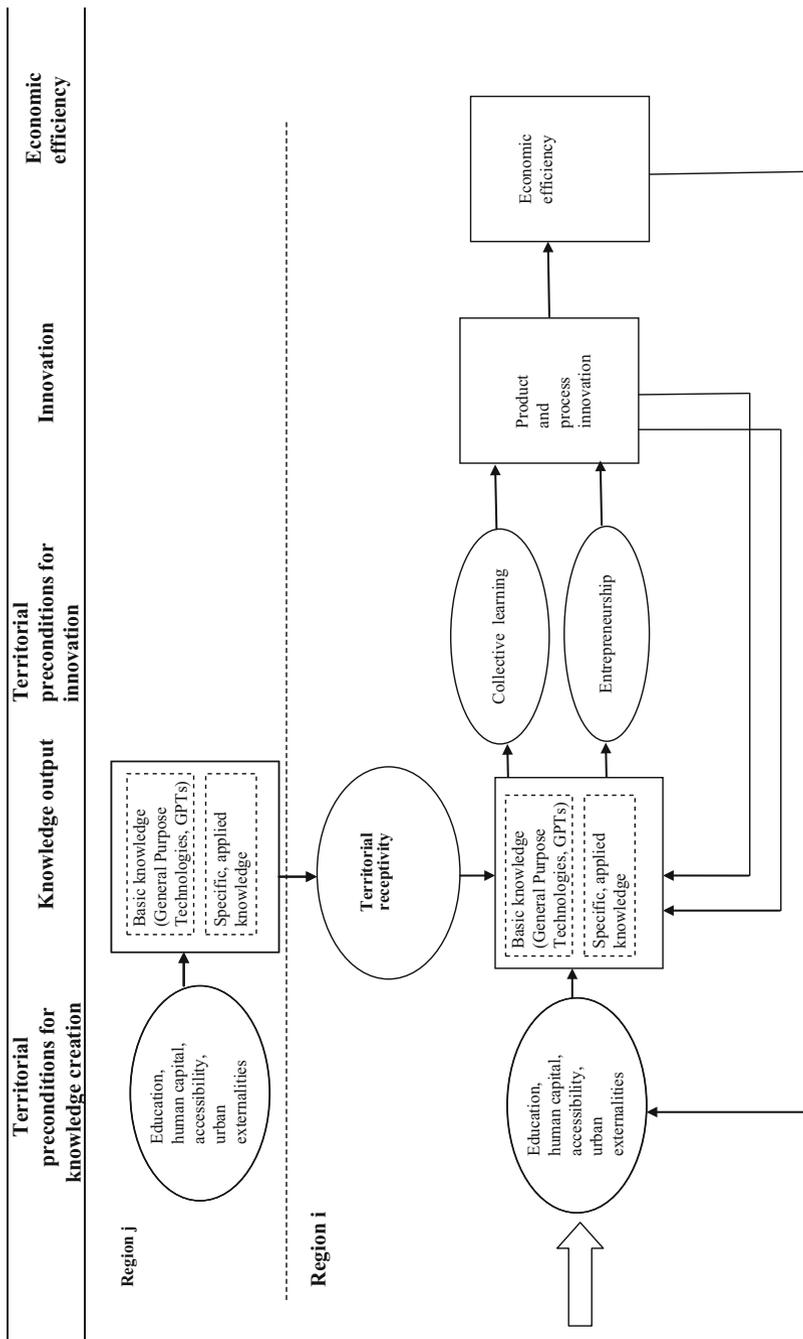 Territorial
preconditions for
knowledge creation
Knowledge output
Territorial
preconditions for
innovation
Innovation
Economic
efficiency
Region j
Education,
human capital,
accessibility,
urban
externalities
Basic knowledge
(General Purpose
Technologies, GPTs)
Specific, applied
knowledge
Region i
Territorial
receptivity
Education,
human capital,
accessibility,
urban
externalities
Basic knowledge
(General Purpose
Technologies, GPTs)
Specific, applied
knowledge
Collective learning
Entrepreneurship
Product
and
process
innovation
Economic
efficiency